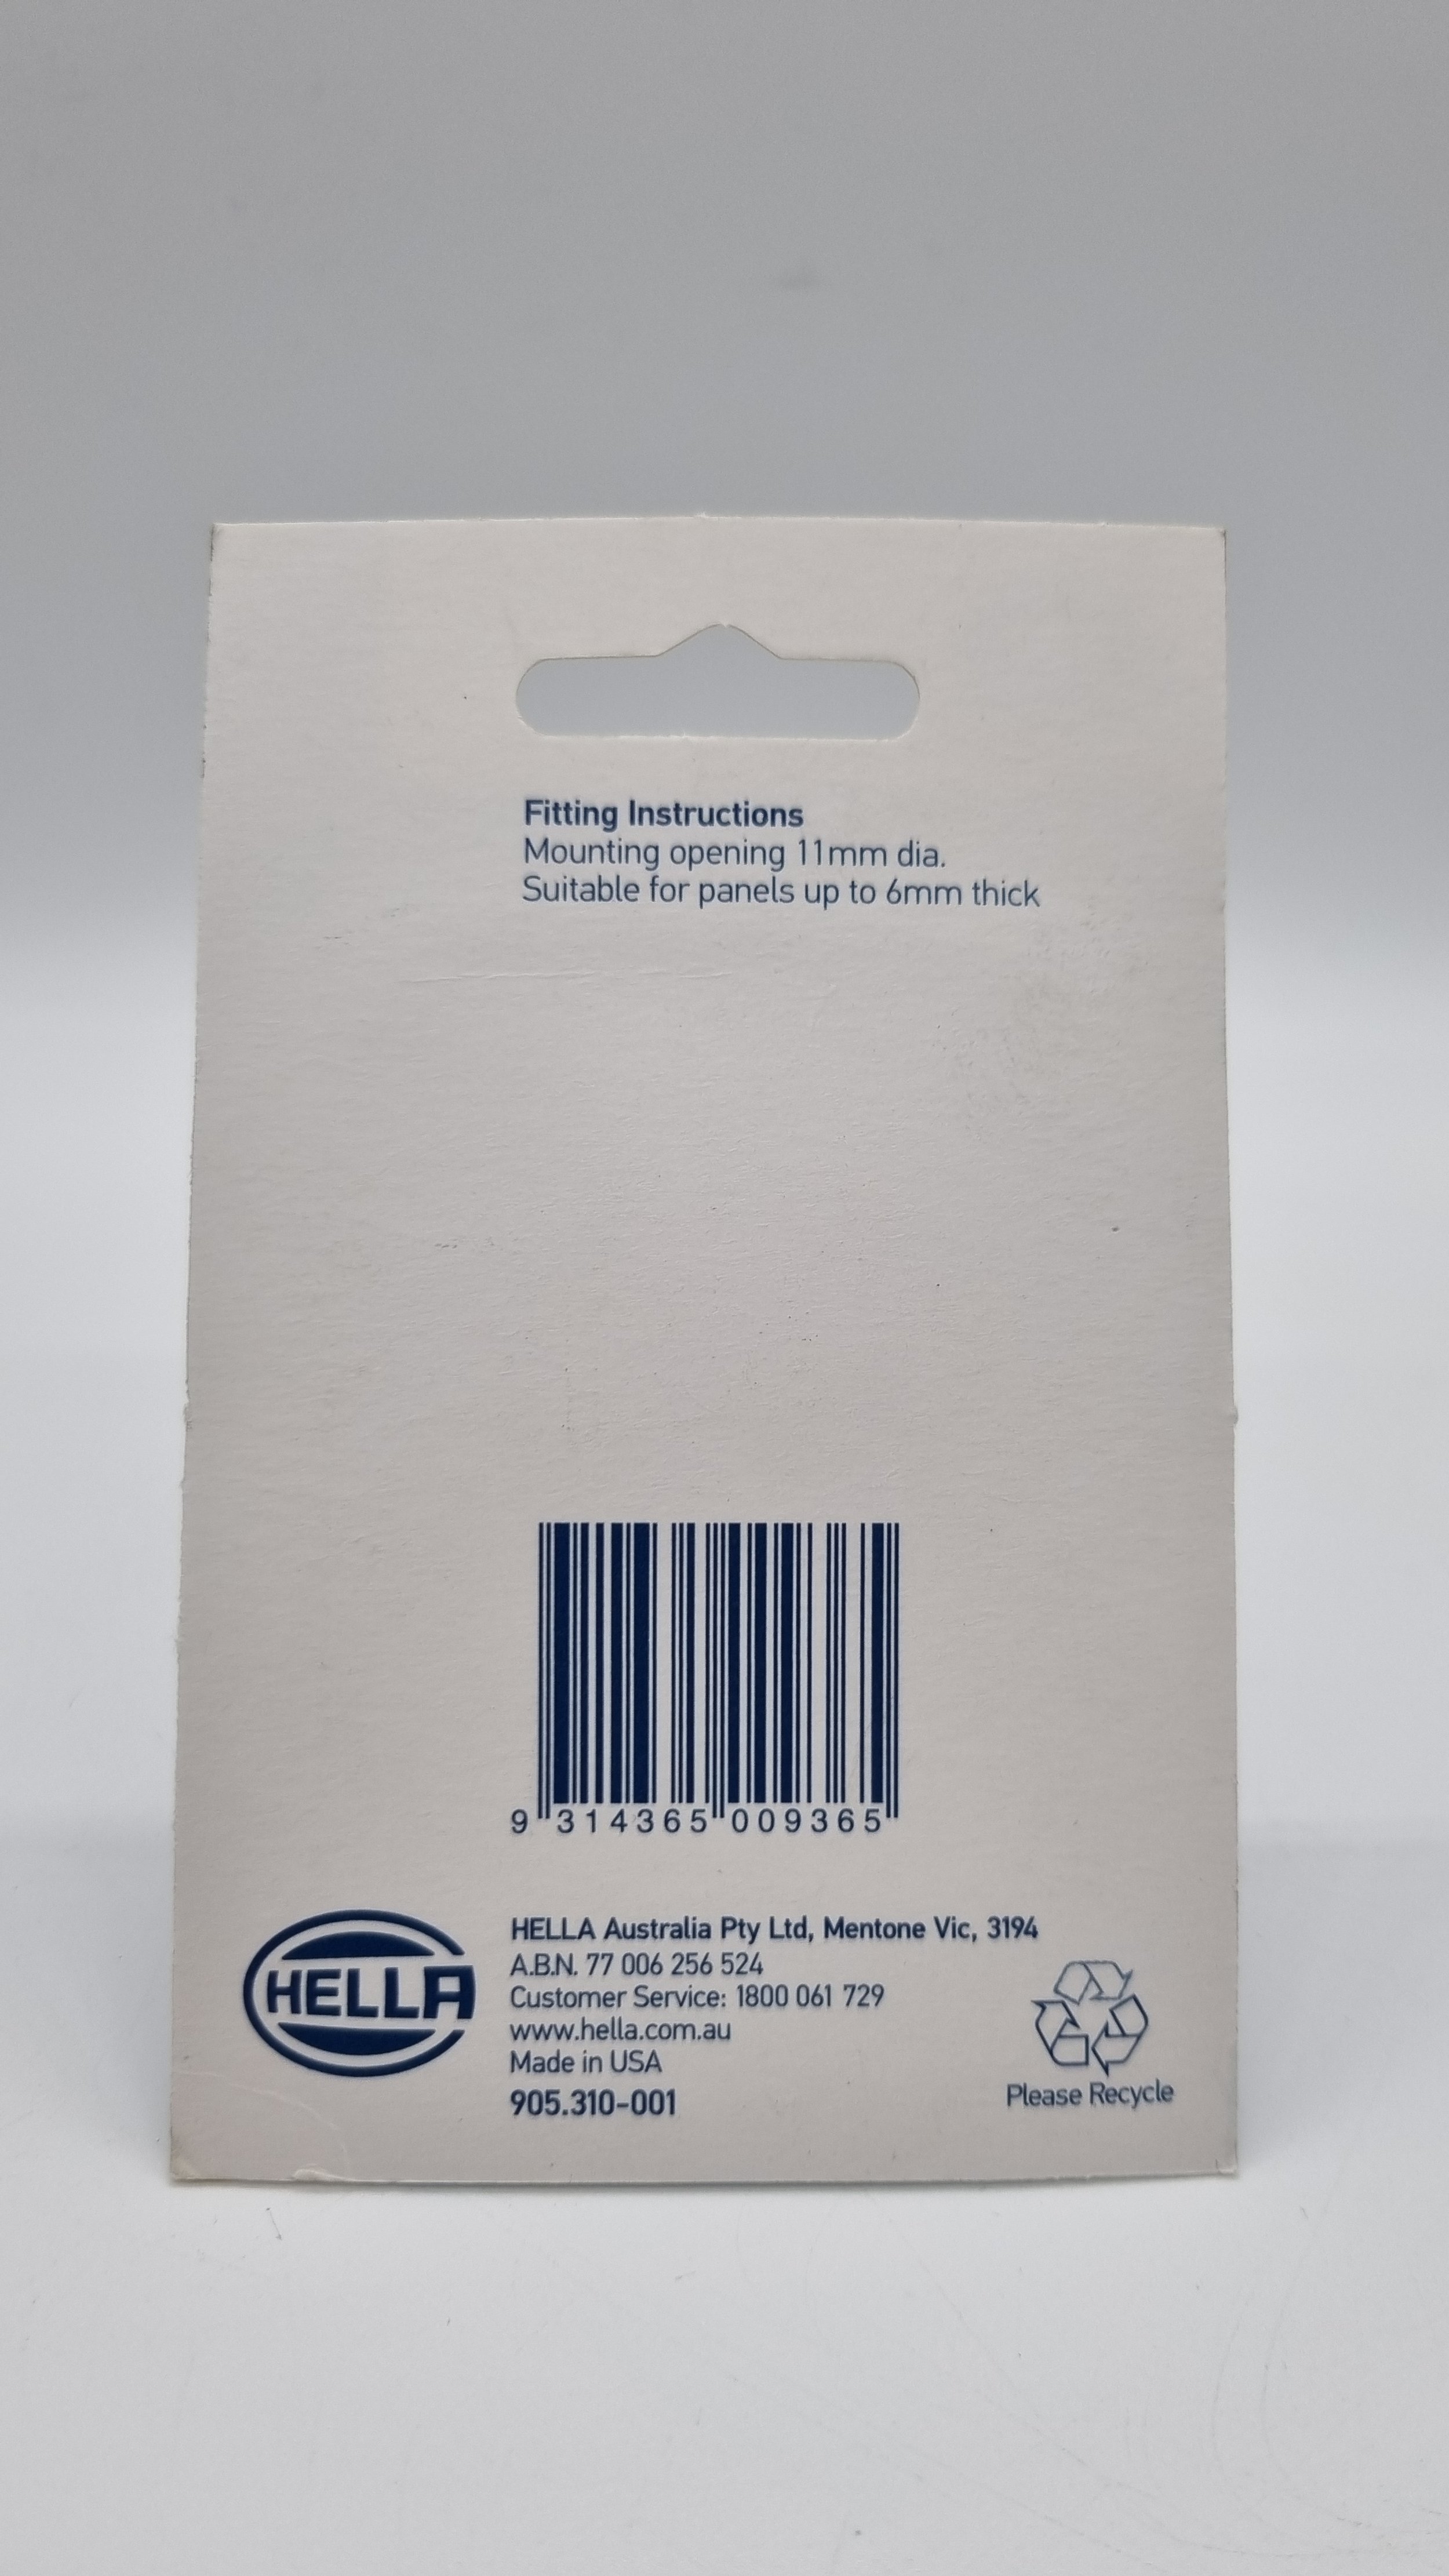 Fitting Instructions
Mounting opening 11mm dia.
Suitable for panels up to 6mm thick
9 314365 009365
HELLA
HELLA Australia Pty Ltd, Mentone Vic, 3194
A.B.N. 77 006 256 524
Customer Service: 1800 061 729
www.hella.com.au
Made in USA
905.310-001
Please Recycle